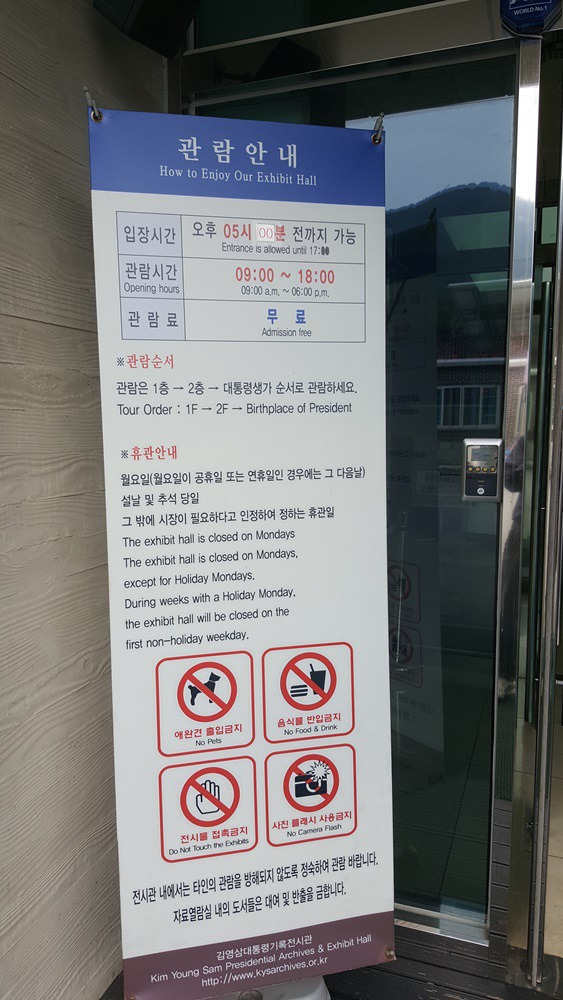 WORLD No.1
관람안내
How to Enjoy Our Exhibit Hall
입장시간
오후 05시 00분 전까지 가능
Entrance is allowed until 17:00
관람시간
Opening hours
09:00 ~ 18:00
09:00 a.m. ~ 06:00 p.m.
관 람 료
무 료
Admission free
※관람순서
관람은 1층 → 2층 → 대통령생가 순서로 관람하세요.
Tour Order : 1F → 2F → Birthplace of President
※휴관안내
월요일(월요일이 공휴일 또는 연휴일인 경우에는 그 다음날)
설날 및 추석 당일
그 밖에 시장이 필요하다고 인정하여 정하는 휴관일
The exhibit hall is closed on Mondays
The exhibit hall is closed on Mondays,
except for Holiday Mondays.
During weeks with a Holiday Monday,
the exhibit hall will be closed on the
first non-holiday weekday.
애완견 출입금지
No Pets
음식물 반입금지
No Food & Drink
전시물 접촉금지
Do Not Touch the Exhibits
사진 플래시 사용금지
No Camera Flash
전시관 내에서는 타인의 관람을 방해되지 않도록 정숙하여 관람 바랍니다.
자료열람실 내의 도서들은 대여 및 반출을 금합니다.
김영삼대통령기록전시관
Kim Young Sam Presidential Archives & Exhibit Hall
http://www.kysarchives.or.kr